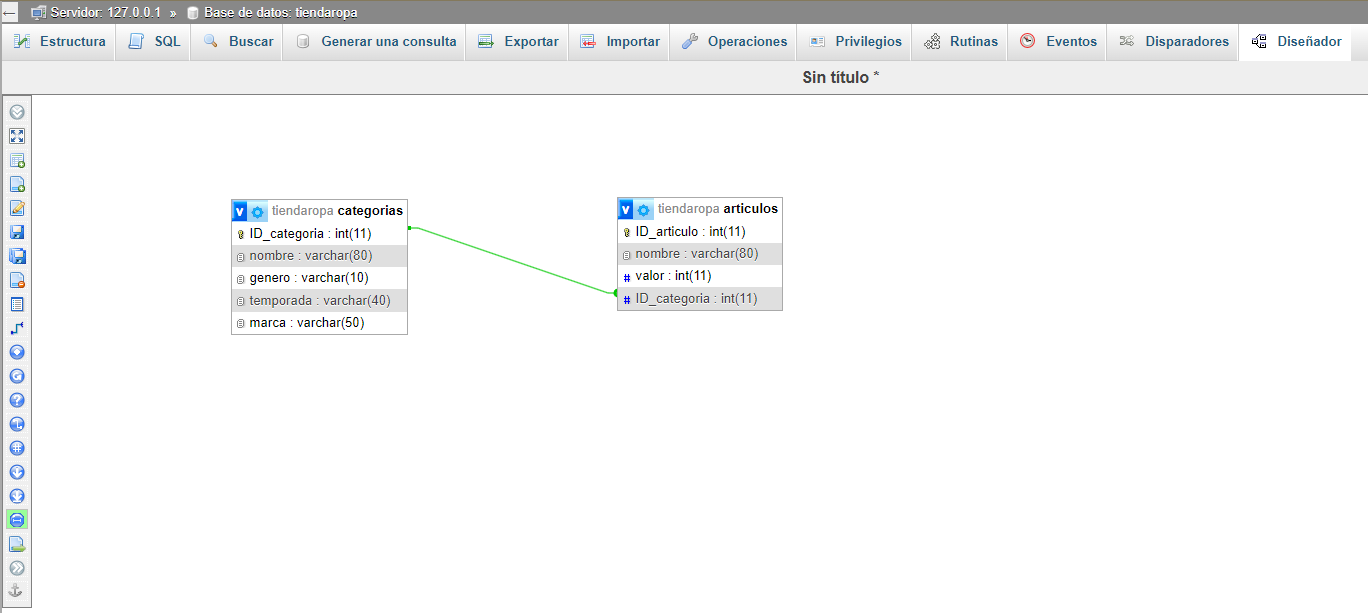 Servidor: 127.0.0.1 » Base de datos: tiendaropa
Estructura SQL Buscar Generar una consulta Exportar Importar Operaciones Privilegios Rutinas Eventos Disparadores Diseñador
Sin título *
V tiendaropa categorias
ID_categoria : int(11)
nombre : varchar(80)
genero : varchar(10)
temporada : varchar(40)
marca : varchar(50)
V tiendaropa articulos
ID_articulo : int(11)
nombre : varchar(80)
# valor : int(11)
# ID_categoria : int(11)